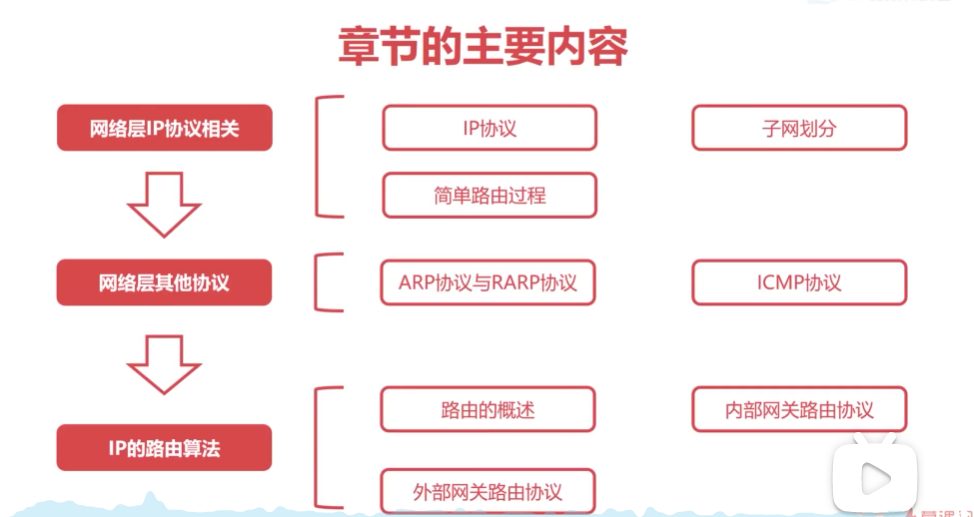 章节的主要内容
网络层IP协议相关
IP协议
子网划分
简单路由过程
网络层其他协议
ARP协议与RARP协议
ICMP协议
IP的路由算法
路由的概述
内部网关路由协议
外部网关路由协议